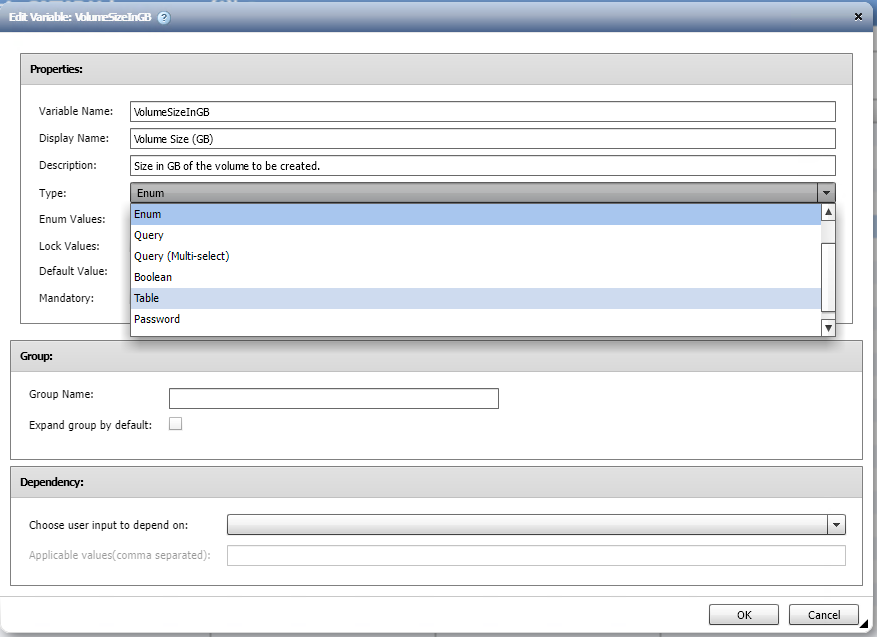 Edit Variable: VolumeSizeInGB ?
Properties:
Variable Name: VolumeSizeInGB
Display Name: Volume Size (GB)
Description: Size in GB of the volume to be created.
Type: Enum
Enum Values: Enum
Query
Lock Values: Query (Multi-select)
Default Value: Boolean
Mandatory: Table
Password
Group:
Group Name:
Expand group by default:
Dependency:
Choose user input to depend on:
Applicable values(comma separated):
OK Cancel